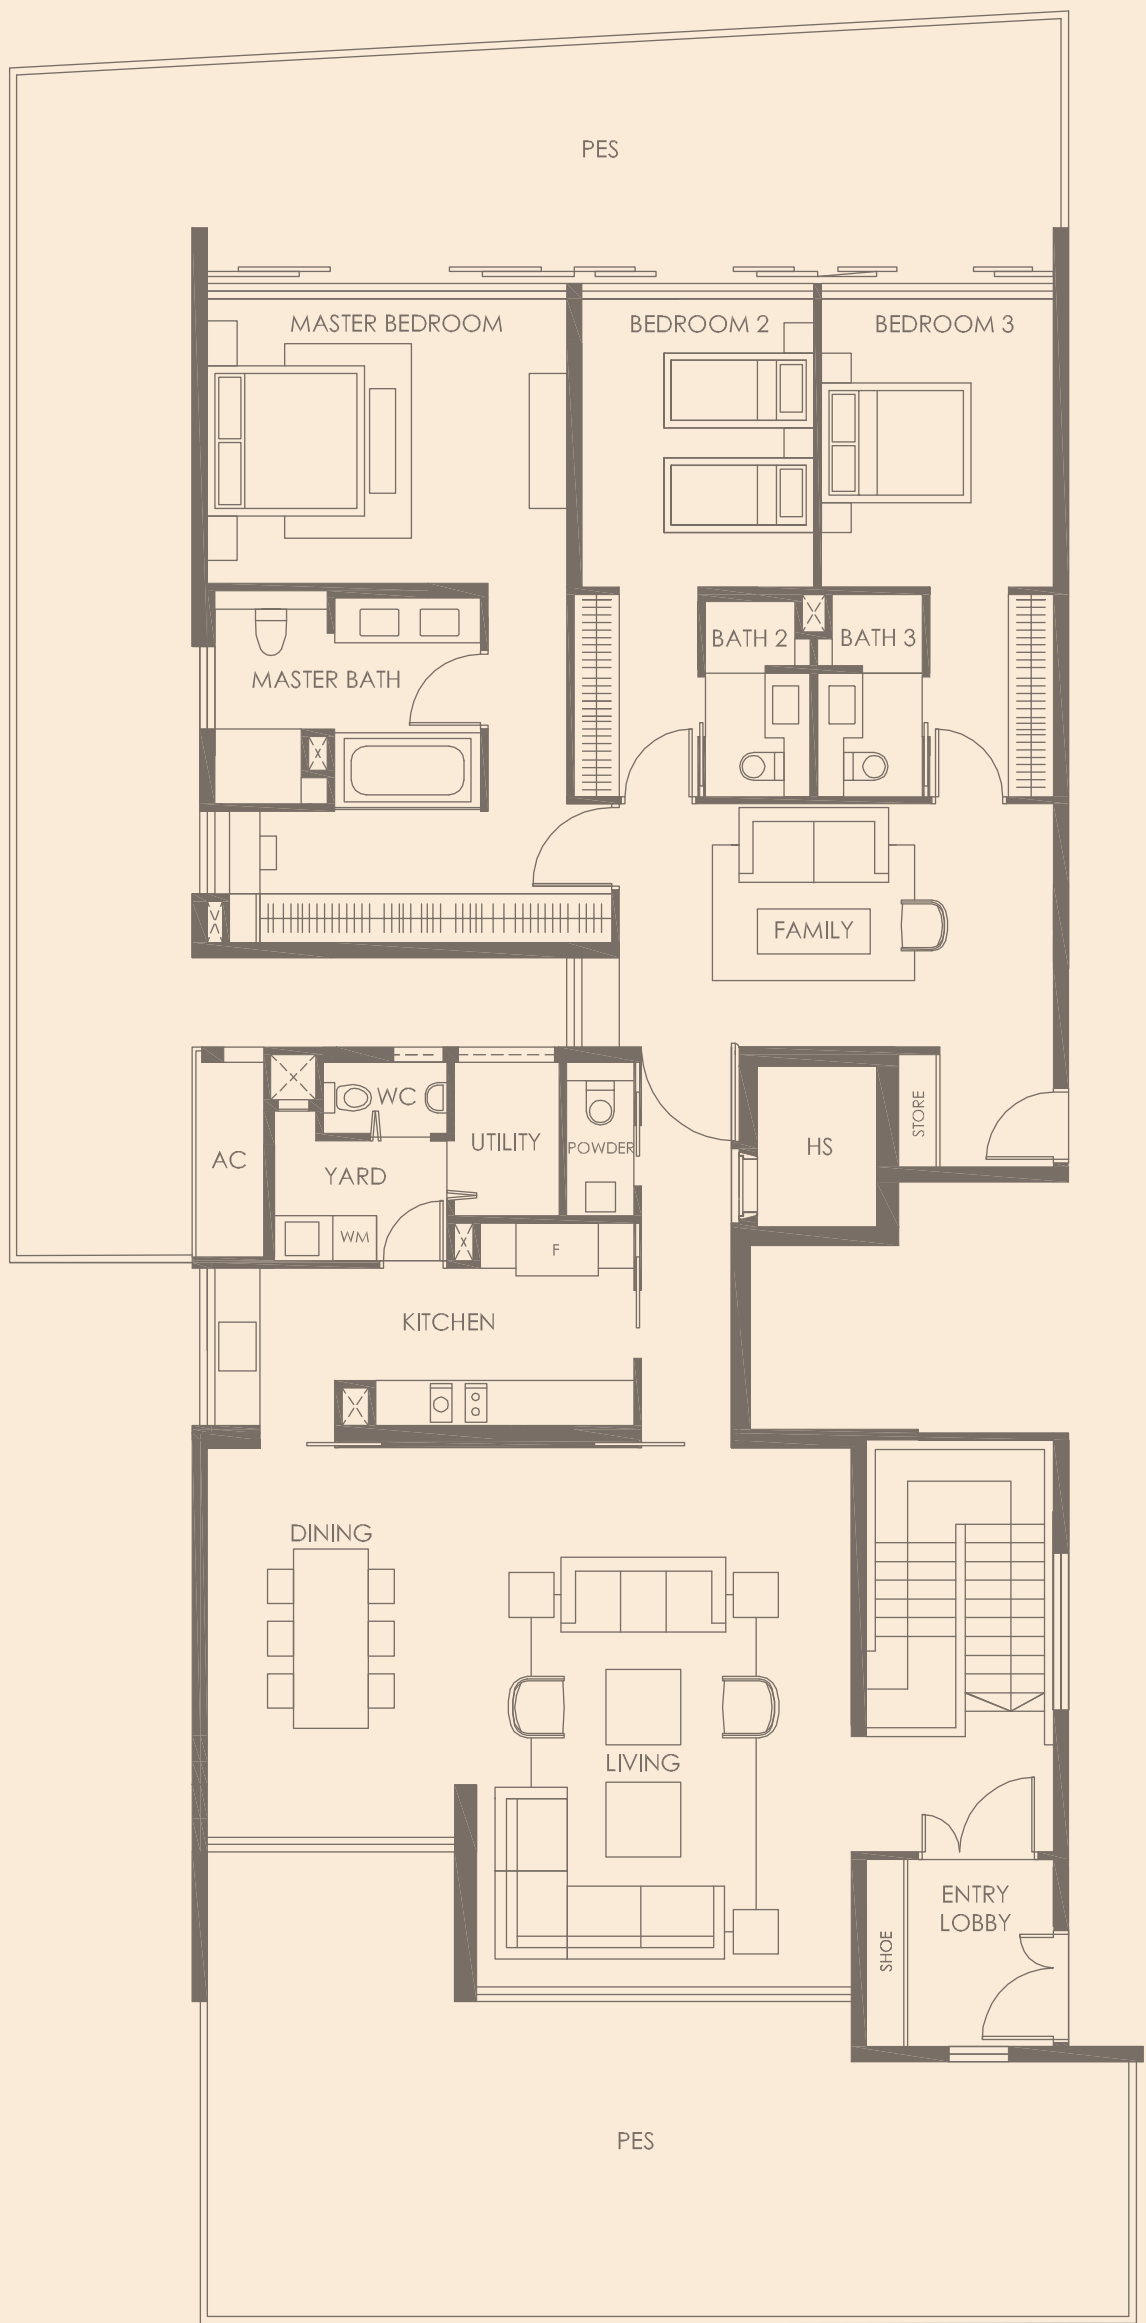 PES
MASTER BEDROOM
BEDROOM 2
BEDROOM 3
BATH 2
BATH 3
MASTER BATH
X
FAMILY
WC
STORE
UTILITY
POWDER
HS
AC
YARD
WM
X
F
KITCHEN
DINING
LIVING
ENTRY
LOBBY
SHOE
PES